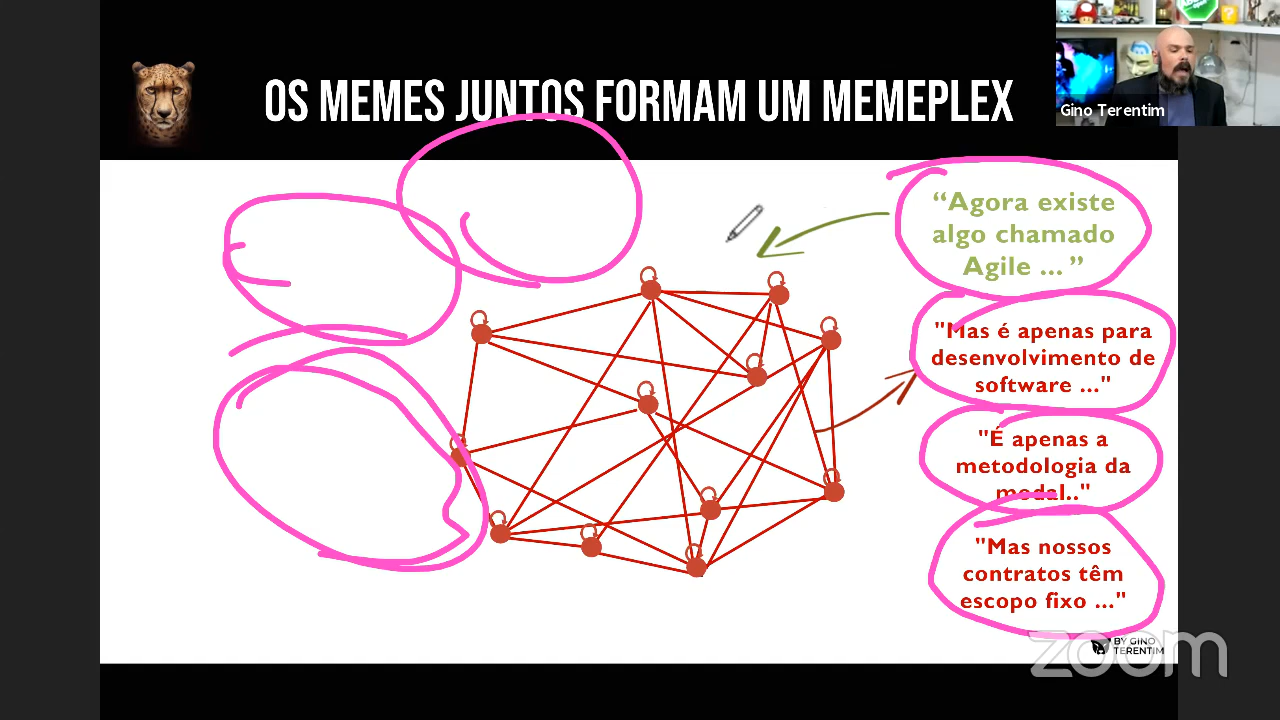 OS MEMES JUNTOS FORMAM UM MEMEPLEX
Gino Terentim
“Agora existe
algo chamado
Agile ... ”
"Mas é apenas para
desenvolvimento de
software ..."
"É apenas a
metodologia da
moda!.."
"Mas nossos
contratos têm
escopo fixo ..."
BY GINO
TERENTIM
zoom